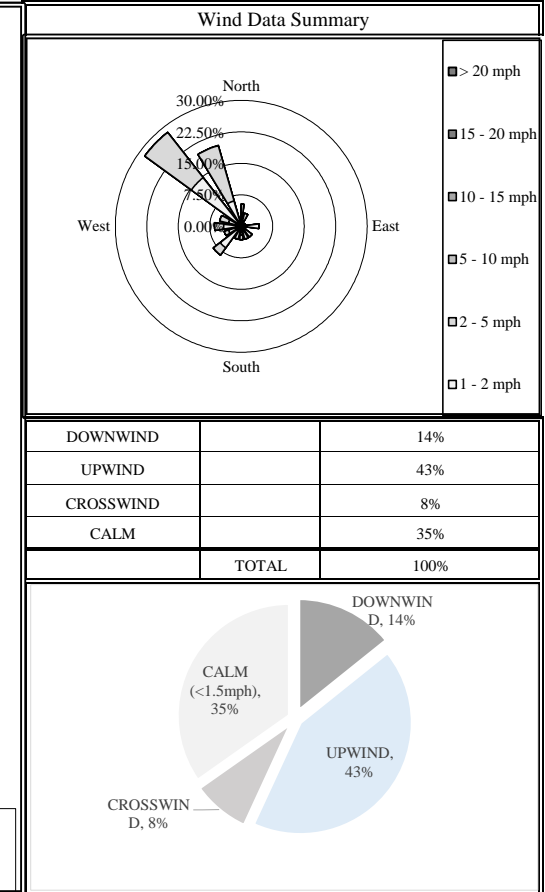 Wind Data Summary
North
30.00%
22.50%
15.00%
7.50%
0.00%
West
East
South
> 20 mph
15 - 20 mph
10 - 15 mph
5 - 10 mph
2 - 5 mph
1 - 2 mph
DOWNWIND 14%
UPWIND 43%
CROSSWIND 8%
CALM 35%
TOTAL 100%
DOWNWIN
D, 14%
CALM
(<1.5mph),
35%
UPWIND,
43%
CROSSWIN
D, 8%